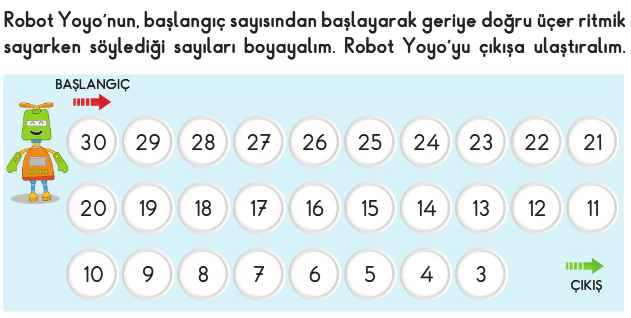 Robot Yoyo'nun, başlangıç sayısından başlayarak geriye doğru üçer ritmik
sayarken söylediği sayıları boyayalım. Robot Yoyo'yu çıkışa ulaştıralım.
BAŞLANGIÇ
30 29 28 27 26 25 24 23 22 21
20 19 18 17 16 15 14 13 12 11
10 9 8 7 6 5 4 3
ÇIKIŞ